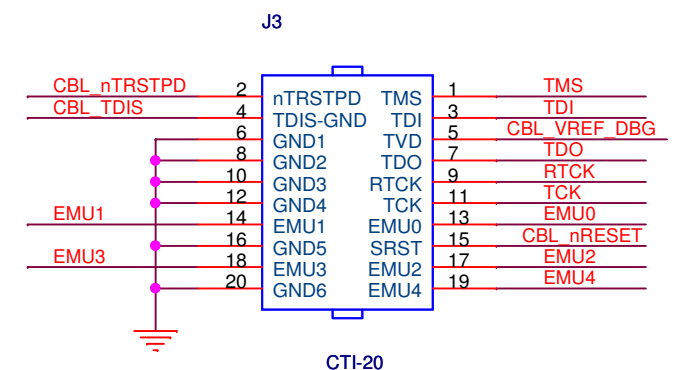 J3
CBL_nTRSTPD 2 nTRSTPD TMS 1 TMS
CBL_TDIS 4 TDIS-GND TDI 3 TDI
6 GND1 TVD 5 CBL_VREF_DBG
8 GND2 TDO 7 TDO
10 GND3 RTCK 9 RTCK
12 GND4 TCK 11 TCK
EMU1 14 EMU1 EMU0 13 EMU0
16 GND5 SRST 15 CBL_nRESET
EMU3 18 EMU3 EMU2 17 EMU2
20 GND6 EMU4 19 EMU4
CTI-20